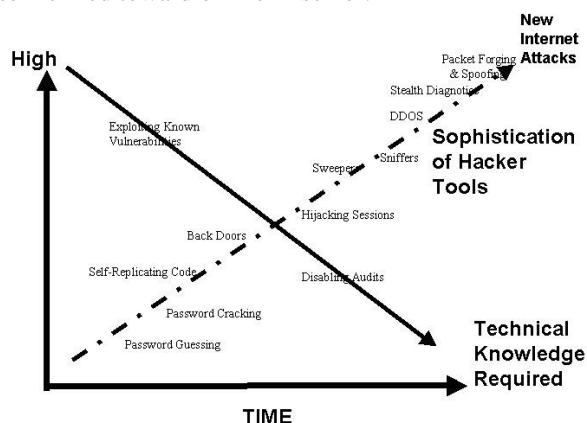 New
Internet
Attacks
High
Packet Forging
& Spoofing
Stealth Diagnotics
DDOS
Exploiting Known
Vulnerabilities
Sophistication
of Hacker
Tools
Sniffers
Sweepers
Hijacking Sessions
Back Doors
Self-Replicating Code
Disabling Audits
Password Cracking
Password Guessing
Technical
Knowledge
Required
TIME